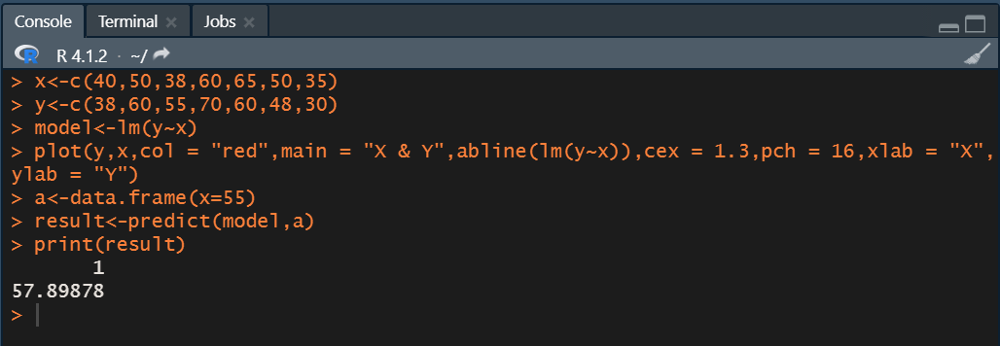 Console Terminal × Jobs ×
R 4.1.2 · ~/
> x<-c(40,50,38,60,65,50,35)
> y<-c(38,60,55,70,60,48,30)
> model<-lm(y~x)
> plot(y,x,col = "red",main = "X & Y",abline(lm(y~x)),cex = 1.3,pch = 16,xlab = "X",
ylab = "Y")
> a<-data.frame(x=55)
> result<-predict(model,a)
> print(result)
1
57.89878
>